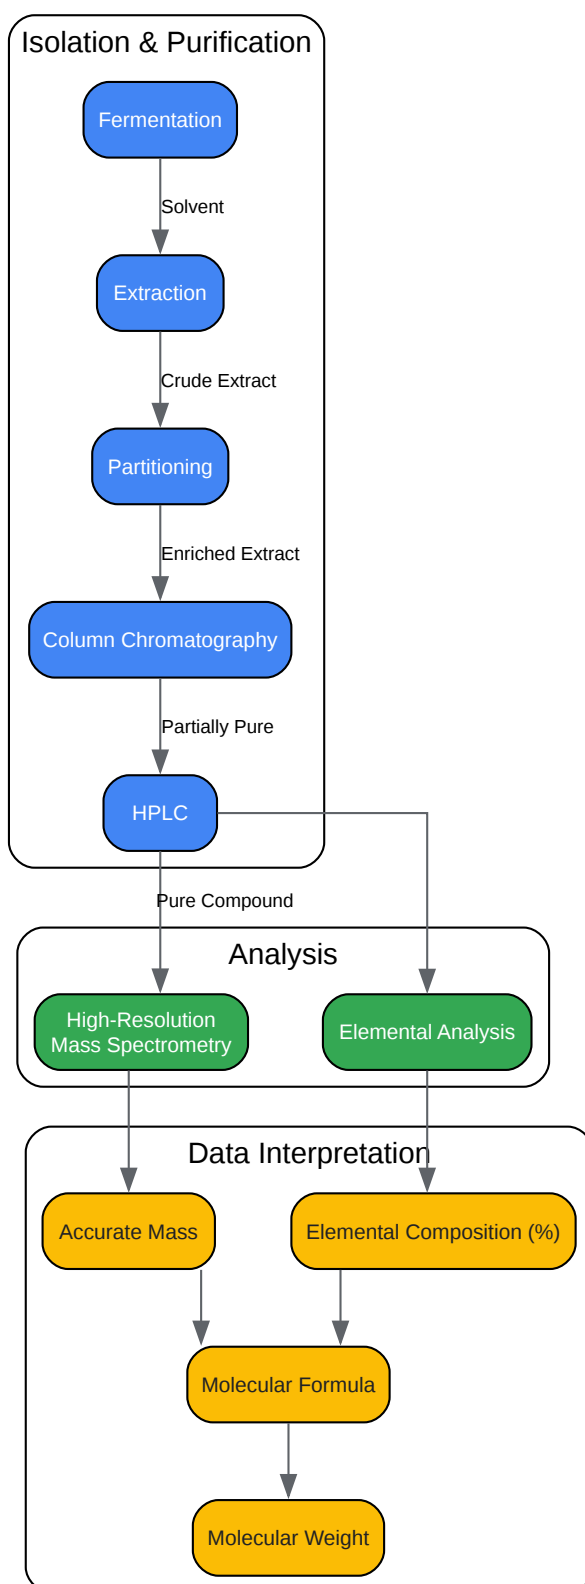 Isolation & Purification
Fermentation
Solvent
Extraction
Crude Extract
Partitioning
Enriched Extract
Column Chromatography
Partially Pure
HPLC
Pure Compound
Analysis
High-Resolution
Mass Spectrometry
Elemental Analysis
Data Interpretation
Accurate Mass
Elemental Composition (%)
Molecular Formula
Molecular Weight